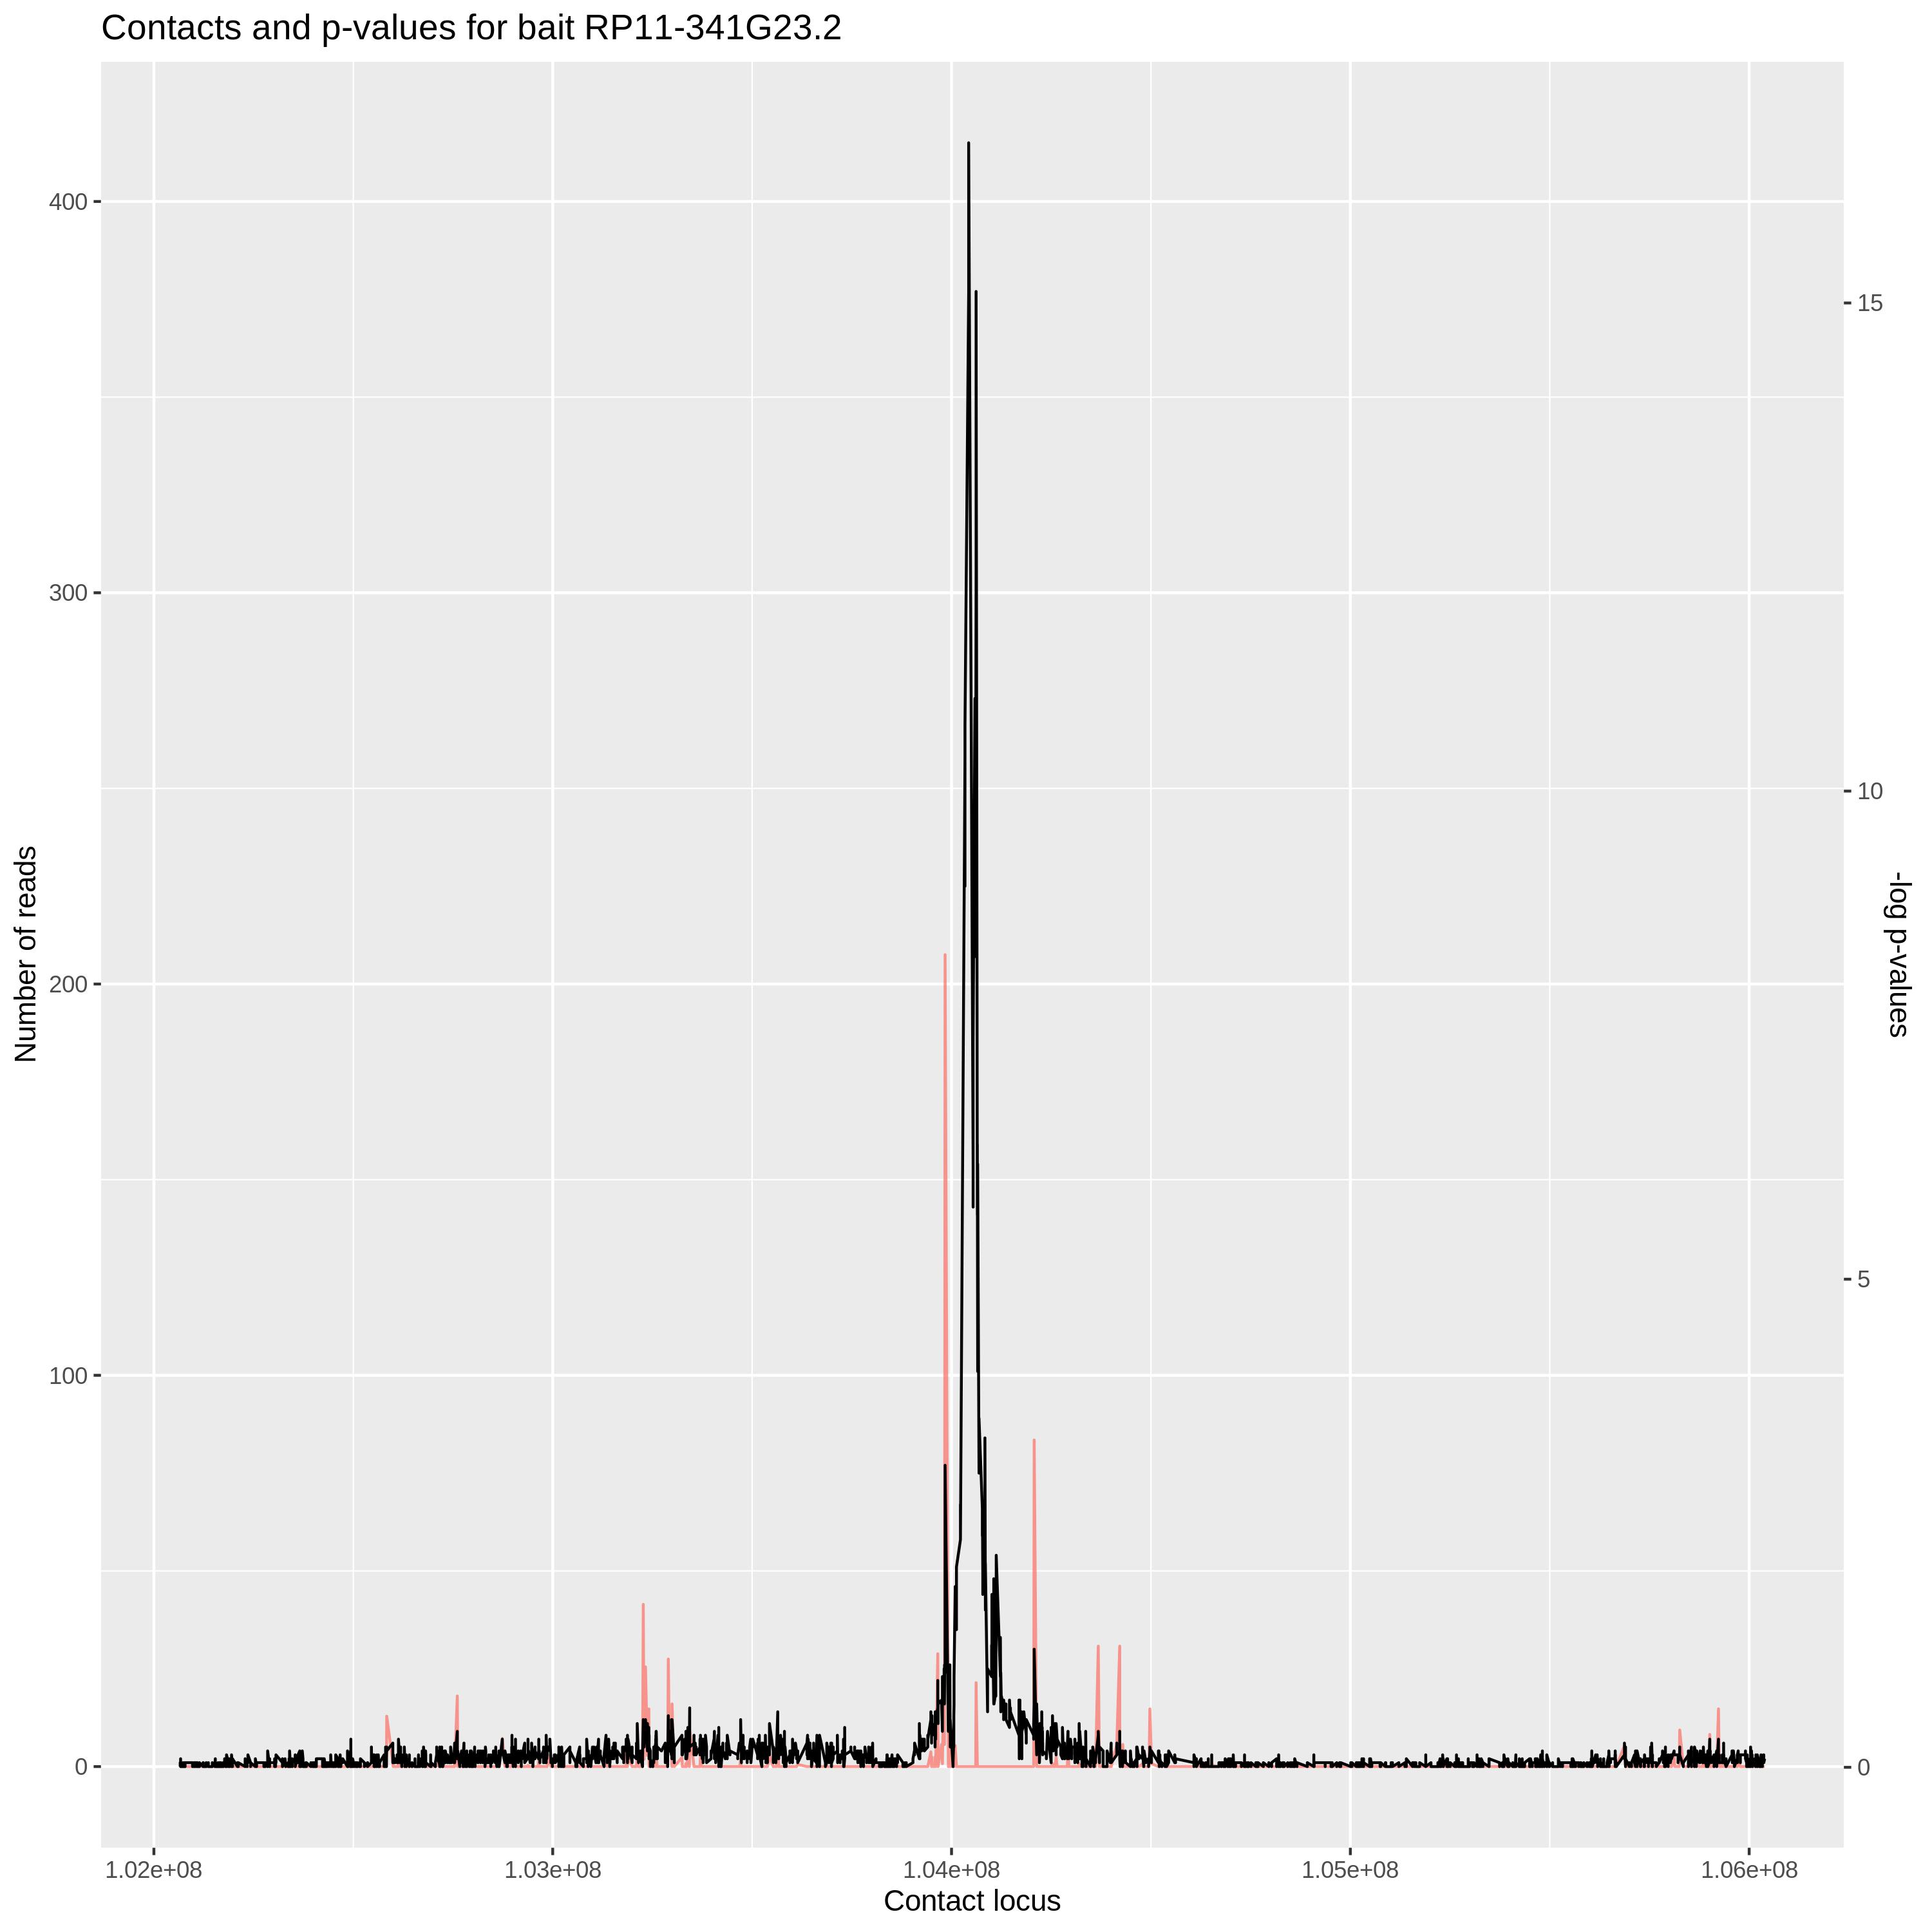 Contacts and p-values for bait RP11-341G23.2
400
300
200
100
0
Number of reads
15
10
5
0
-log p-values
1.02e+08
1.03e+08
1.04e+08
1.05e+08
1.06e+08
Contact locus